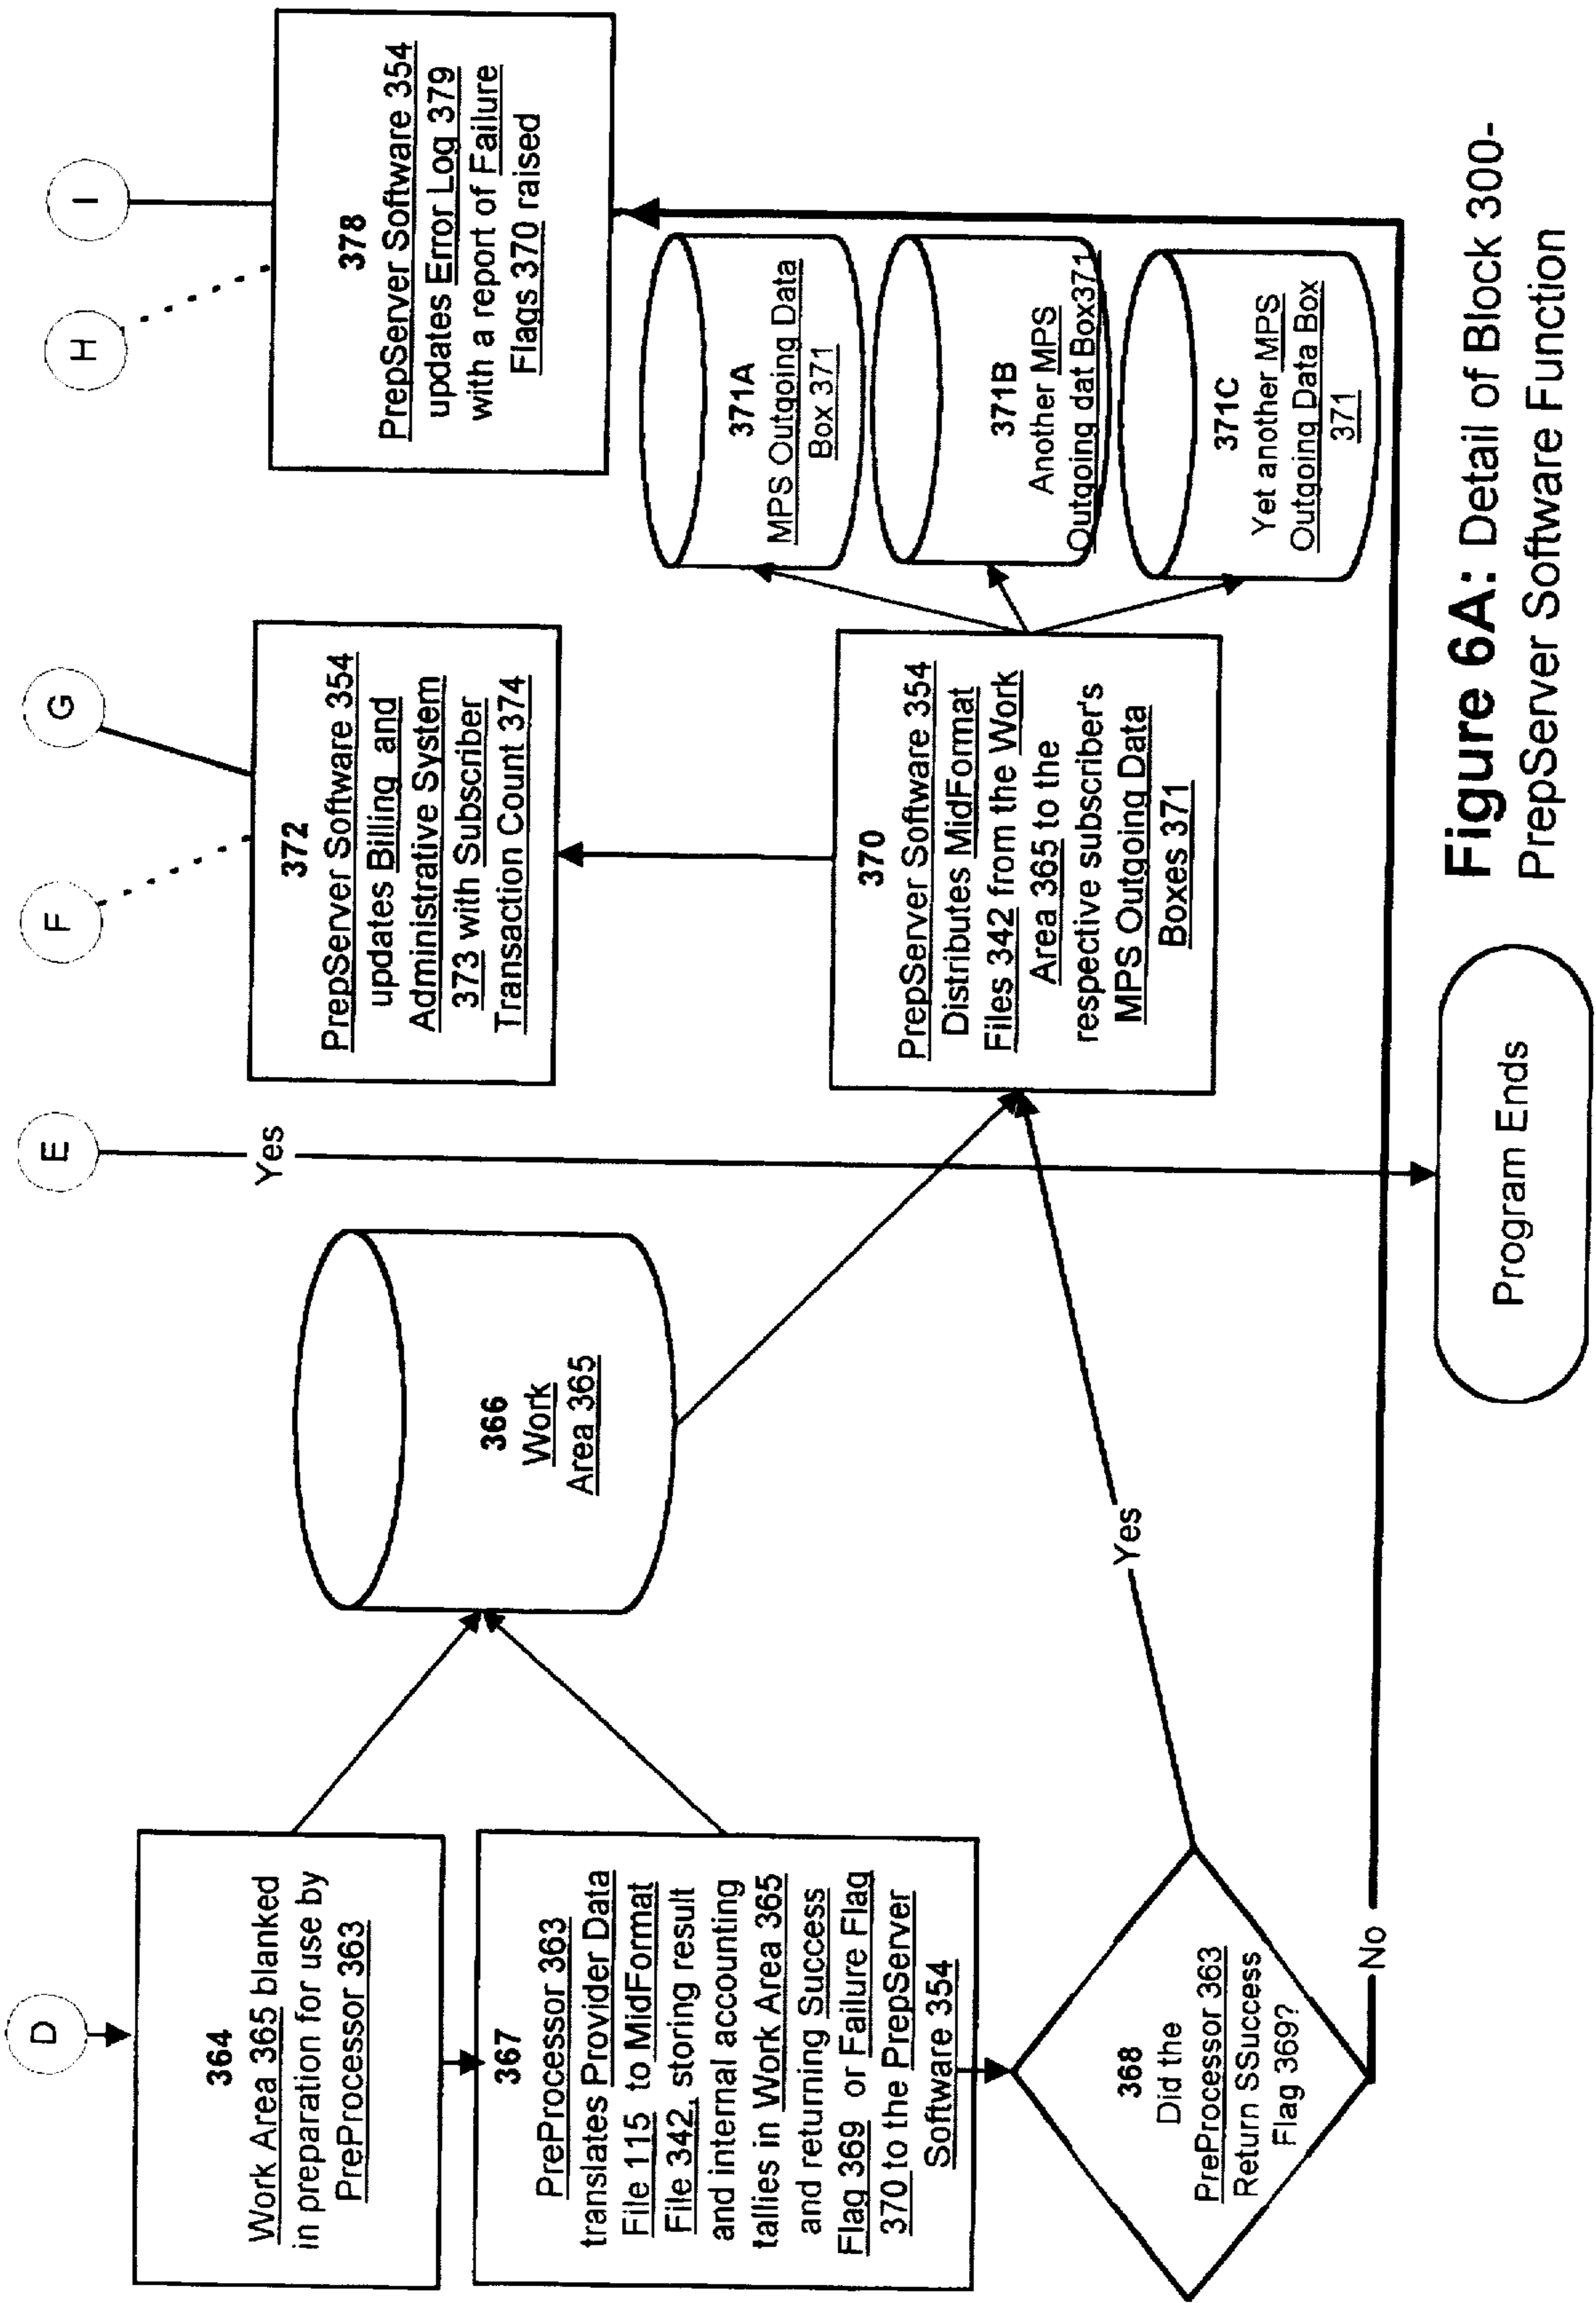 D
E
F
G
H
I
364
Work Area 365 blanked
in preparation for use by
PreProcessor 363
367
PreProcessor 363
translates Provider Data
File 115 to MidFormat
File 342, storing result
and internal accounting
tallies in Work Area 365
and returning Success
Flag 369 or Failure Flag
370 to the PrepServer
Software 354
368
Did the
PreProcessor 363
Return SSuccess
Flag 369?
Yes
No
366
Work
Area 365
Yes
372
PrepServer Software 354
updates Billing and
Administrative System
373 with Subscriber
Transaction Count 374
370
PrepServer Software 354
Distributes MidFormat
Files 342 from the Work
Area 365 to the
respective subscriber's
MPS Outgoing Data
Boxes 371
378
PrepServer Software 354
updates Error Log 379
with a report of Failure
Flags 370 raised
371A
MPS Outgoing Data
Box 371
371B
Another MPS
Outgoing dat Box371
371C
Yet another MPS
Outgoing Data Box
371
Program Ends
Figure 6A: Detail of Block 300-
PrepServer Software Function